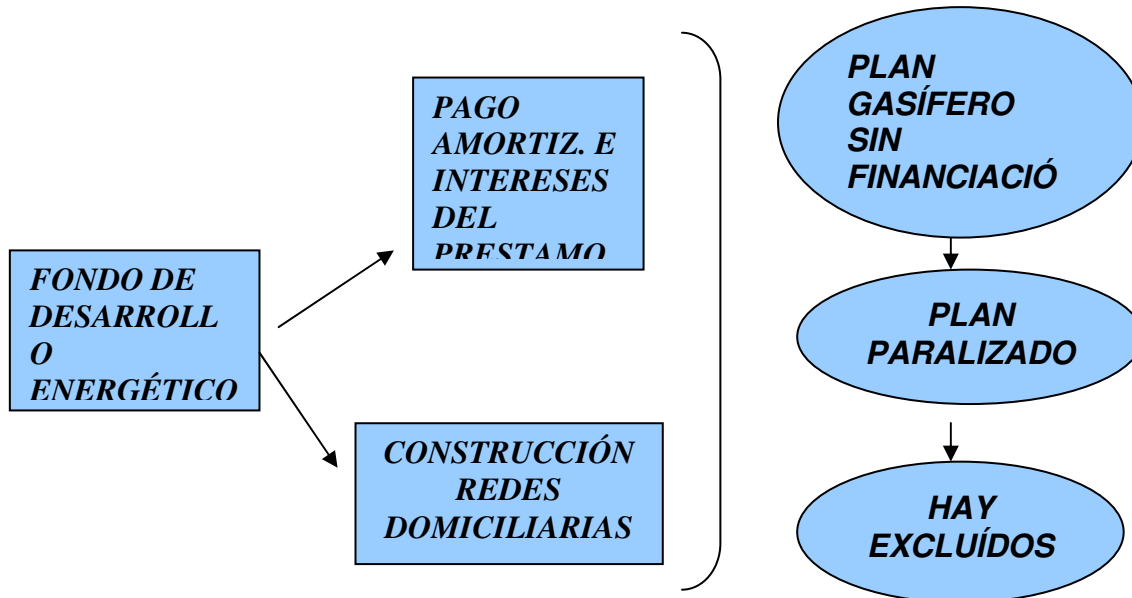 FONDO DE
DESARROLL
O
ENERGÉTICO
PAGO
AMORTIZ. E
INTERESES
DEL
PRESTAMO
CONSTRUCCIÓN
REDES
DOMICILIARIAS
PLAN
GASÍFERO
SIN
FINANCIACIÓ
PLAN
PARALIZADO
HAY
EXCLUÍDOS